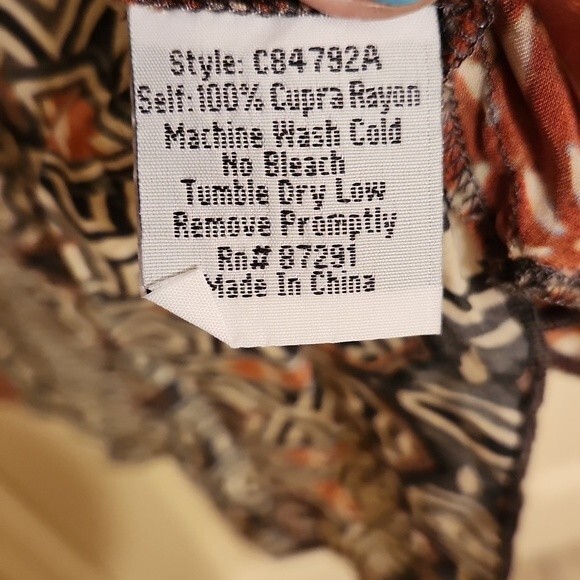 Style: C84792A
Self:100% Cupra Rayon
Machine Wash Cold
No Bleach
Tumble Dry Low
Remove Promptly
Rn# 87291
Made In China